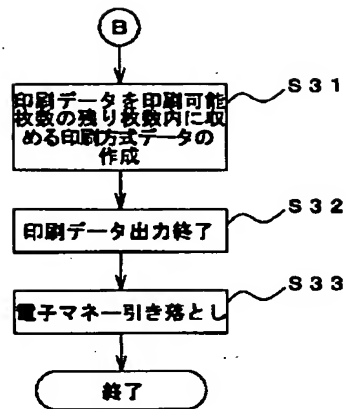 B
印刷データを印刷可能
枚数の残り枚数内に収
める印刷方式データの
作成
S31
印刷データ出力終了
S32
電子マネー引き落とし
S33
終了